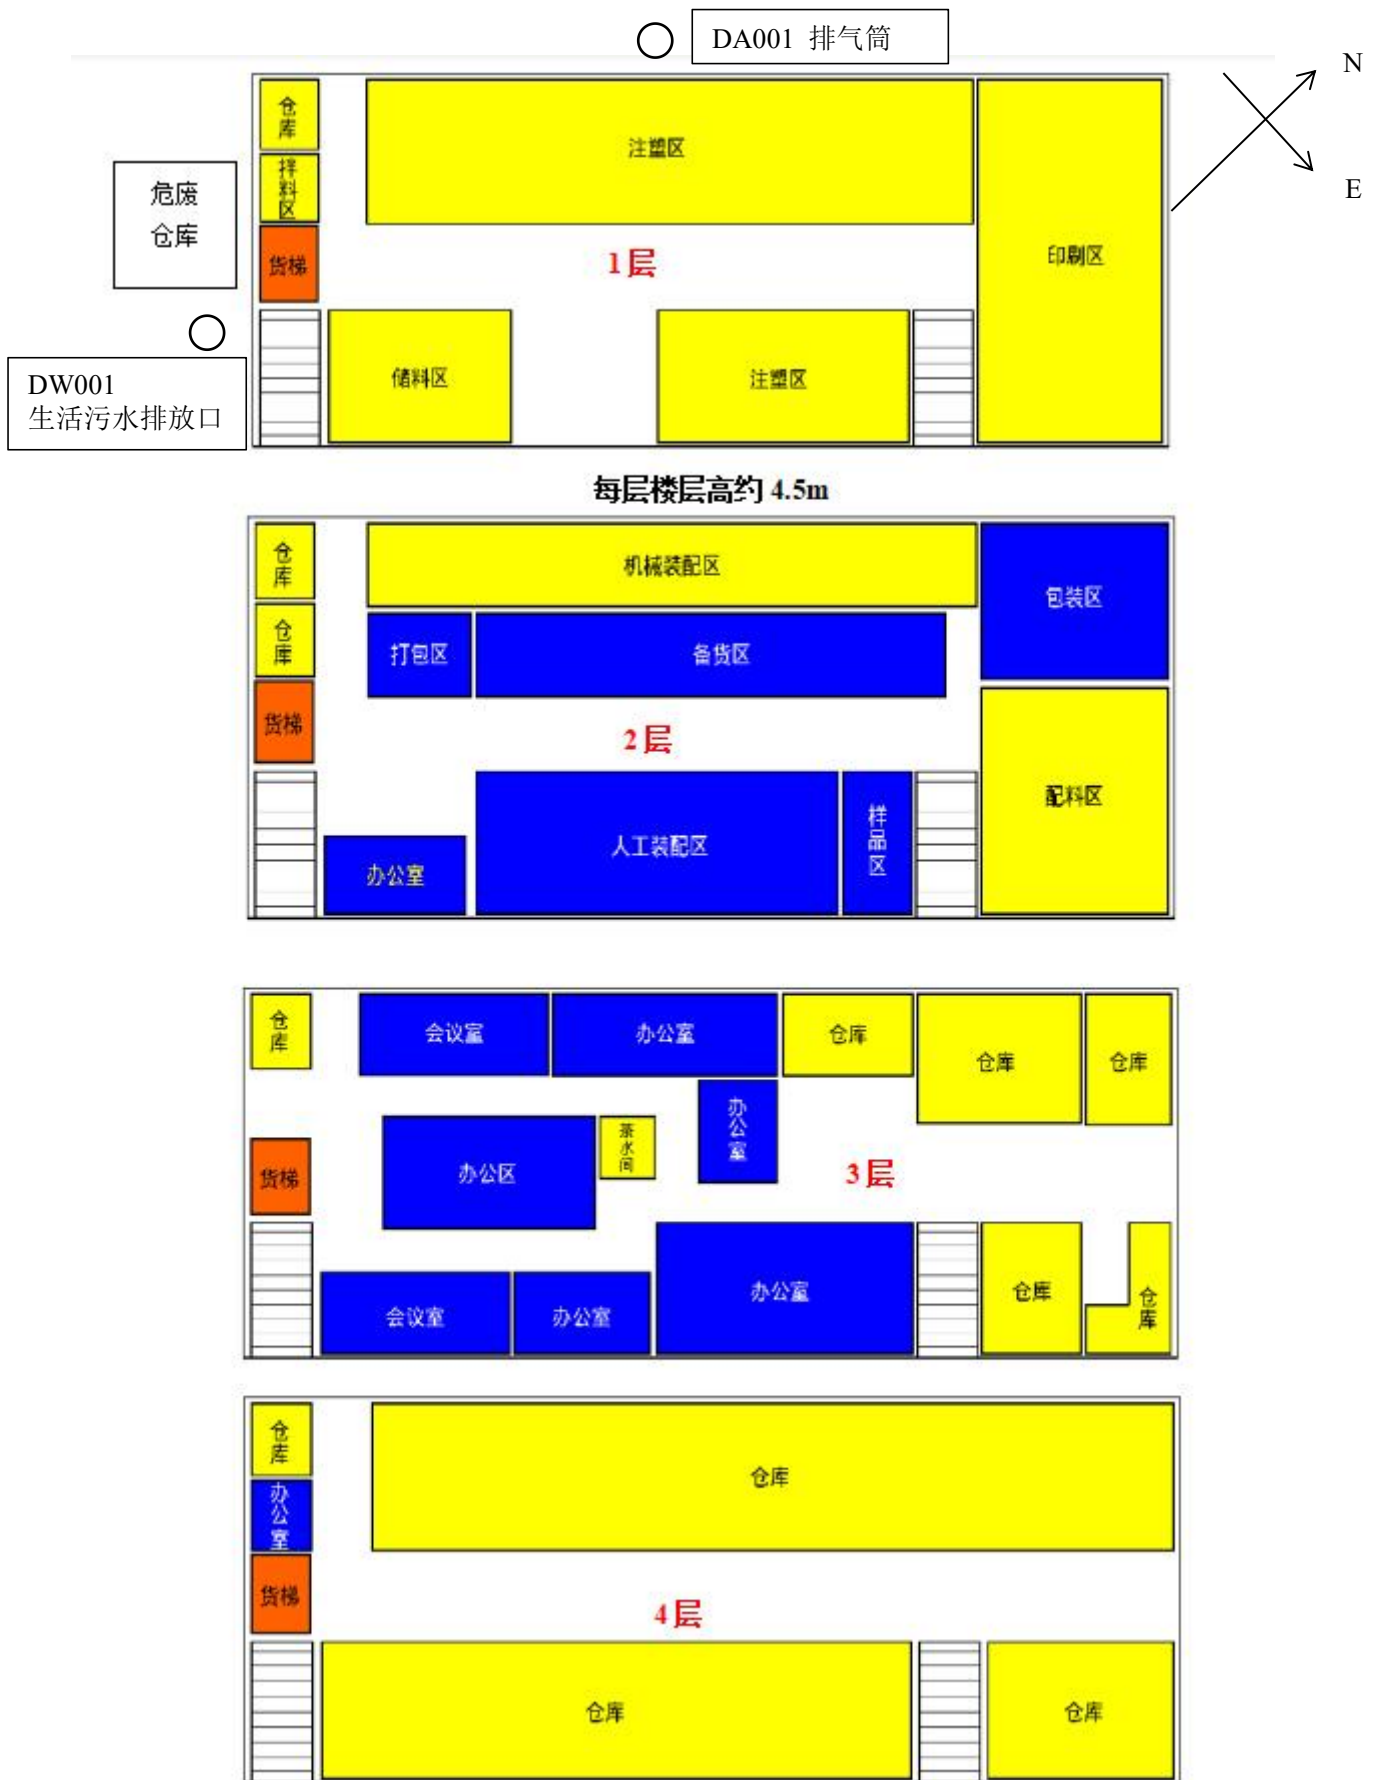 DA001 排气筒
N
E
仓库
拌料区
货梯
注塑区
印刷区
危废
仓库
1层
储料区
注塑区
DW001
生活污水排放口
每层楼层高约 4.5m
仓库
仓库
货梯
机械装配区
包装区
打包区
备货区
2层
配料区
办公室
人工装配区
样品区
仓库
会议室
办公室
仓库
仓库
仓库
办公室
办公区
茶水间
3层
货梯
会议室
办公室
办公室
仓库
仓库
仓库
办公室
货梯
仓库
4层
仓库
仓库